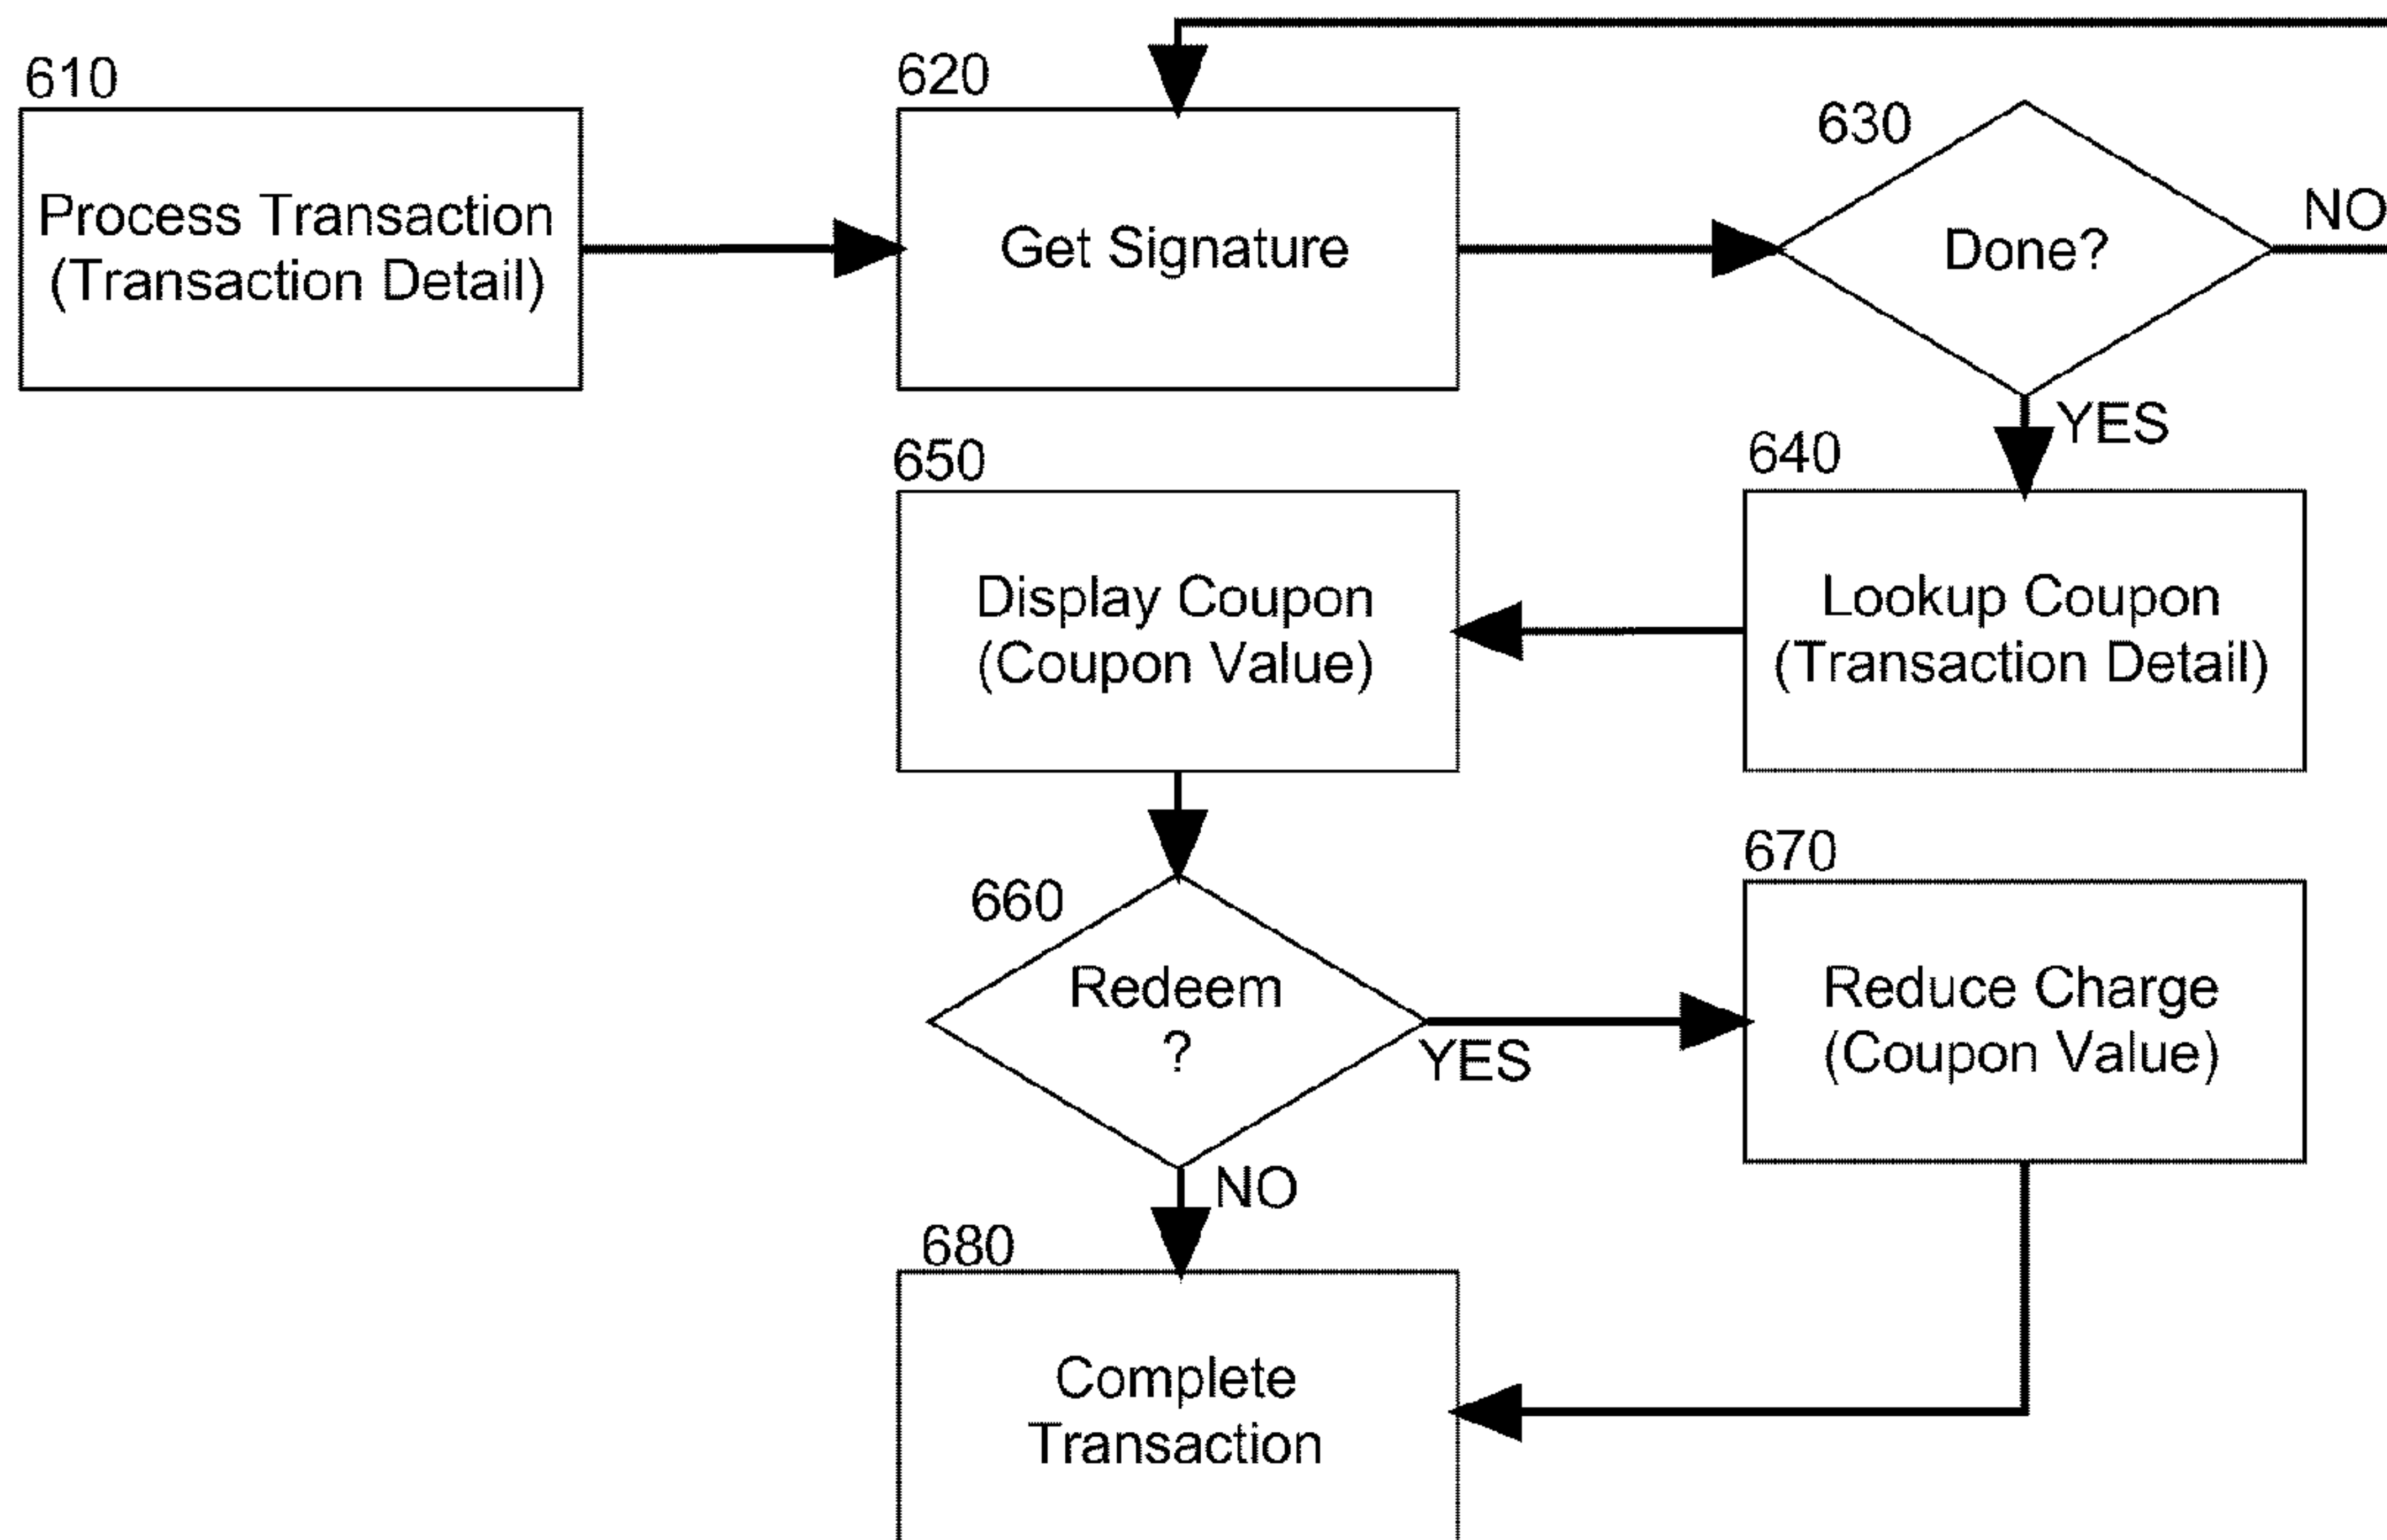 610
Process Transaction
(Transaction Detail)
620
Get Signature
630
Done?
NO
YES
640
Lookup Coupon
(Transaction Detail)
650
Display Coupon
(Coupon Value)
660
Redeem
?
YES
NO
670
Reduce Charge
(Coupon Value)
680
Complete
Transaction